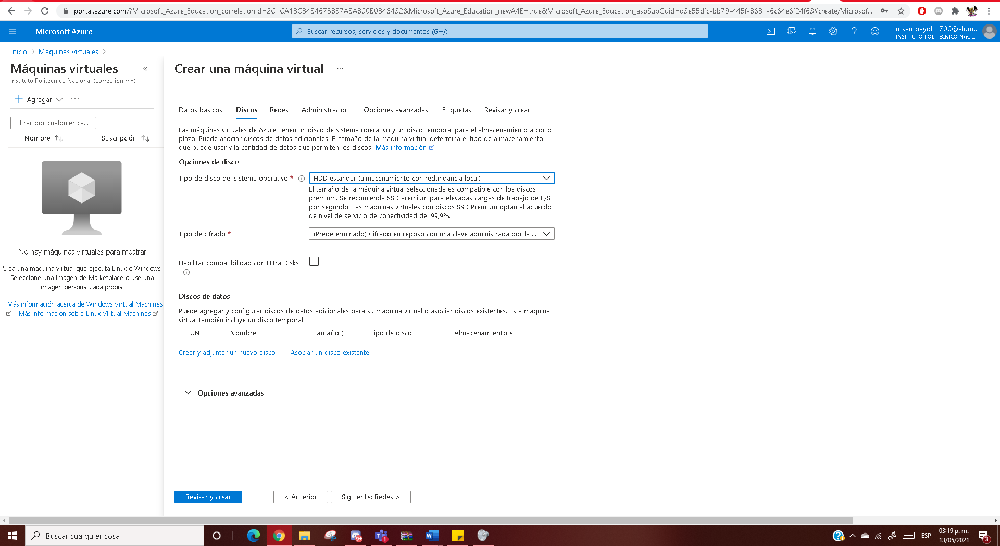 portal.azure.com/?Microsoft_Azure_Education_correlationId=2C1CA1BCB4B4675837ABA800B0B46432&Microsoft_Azure_Education_newA4E=true&Microsoft_Azure_Education_asoSubGuid=d3e55dfc-bb79-445f-8631-6c64e6f24f63#create/Microsof...
Microsoft Azure
Buscar recursos, servicios y documentos (G+/)
msampayoh1700@alum...
INSTITUTO POLITECNICO NACI...
Inicio > Máquinas virtuales >
Máquinas virtuales «
Instituto Politecnico Nacional (correo.ipn.mx)
+ Agregar ...
Filtrar por cualquier ca...
Nombre ↑↓ Suscripción ↑↓
No hay máquinas virtuales para mostrar
Crea una máquina virtual que ejecuta Linux o Windows.
Seleccione una imagen de Marketplace o use una
imagen personalizada propia.
Más información acerca de Windows Virtual Machines
Más información sobre Linux Virtual Machines
Crear una máquina virtual ...
Datos básicos Discos Redes Administración Opciones avanzadas Etiquetas Revisar y crear
Las máquinas virtuales de Azure tienen un disco de sistema operativo y un disco temporal para el almacenamiento a corto
plazo. Puede asociar discos de datos adicionales. El tamaño de la máquina virtual determina el tipo de almacenamiento
que puede usar y la cantidad de datos que permiten los discos. Más información
Opciones de disco
Tipo de disco del sistema operativo * HDD estándar (almacenamiento con redundancia local)
El tamaño de la máquina virtual seleccionada es compatible con los discos
premium. Se recomienda SSD Premium para elevadas cargas de trabajo de E/S
por segundo. Las máquinas virtuales con discos SSD Premium optan al acuerdo
de nivel de servicio de conectividad del 99,9%.
Tipo de cifrado * (Predeterminado) Cifrado en reposo con una clave administrada por la ...
Habilitar compatibilidad con Ultra Disks
Discos de datos
Puede agregar y configurar discos de datos adicionales para su máquina virtual o asociar discos existentes. Esta máquina
virtual también incluye un disco temporal.
LUN Nombre Tamaño (... Tipo de disco Almacenamiento e...
Crear y adjuntar un nuevo disco Asociar un disco existente
Opciones avanzadas
Revisar y crear < Anterior Siguiente: Redes >
Buscar cualquier cosa
9+
1
ESP
03:19 p. m.
13/05/2021
3